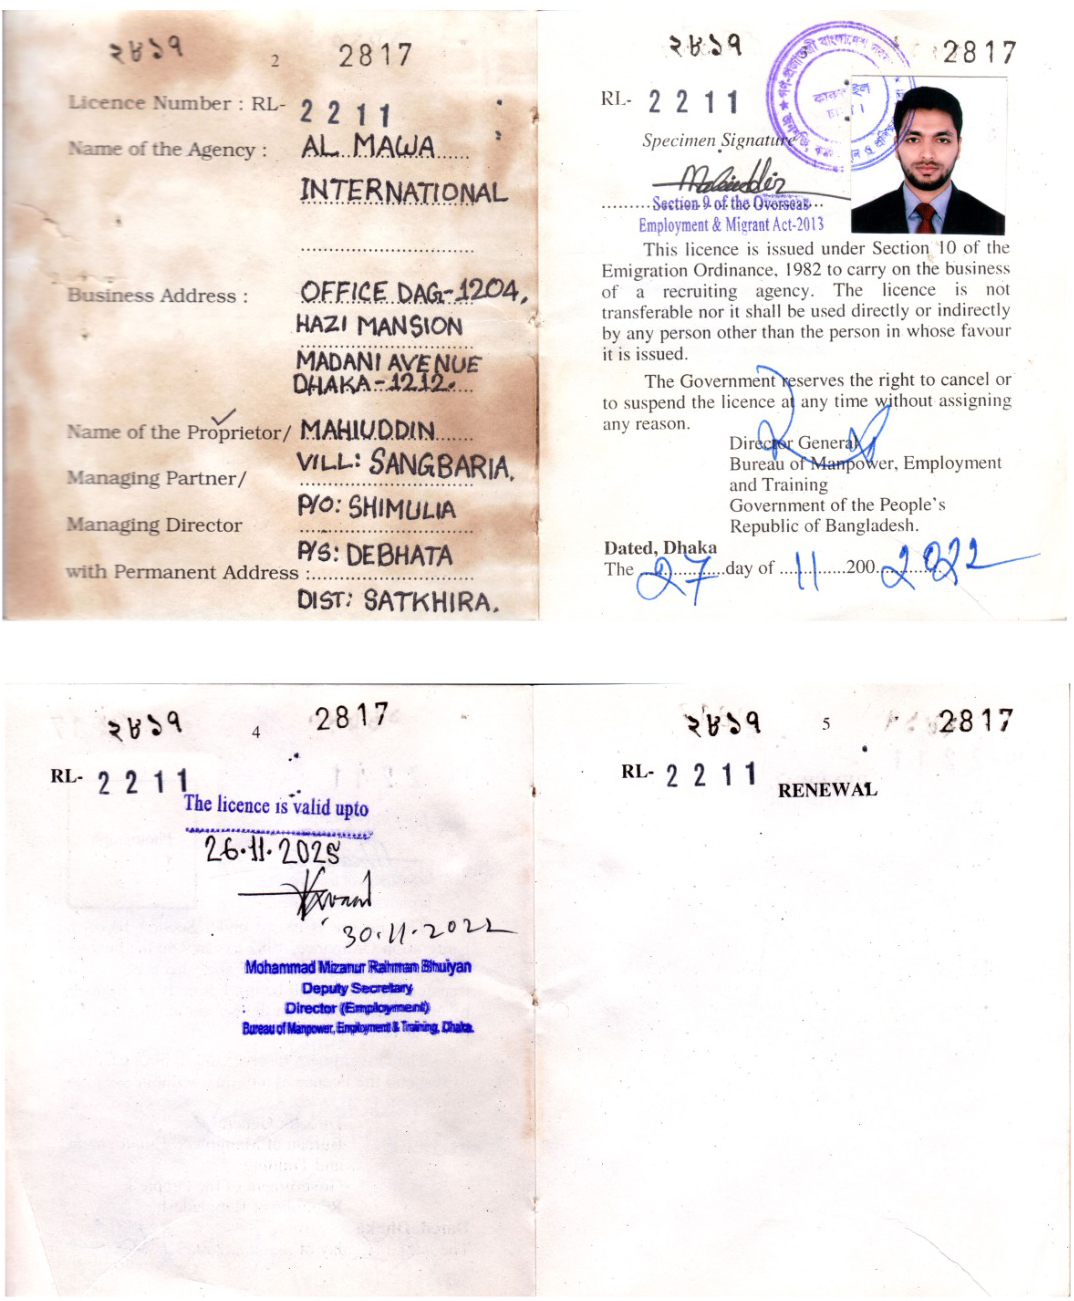 ২৮১৭
2
2817
Licence Number : RL- 2211
Name of the Agency : AL MAWA
INTERNATIONAL
Business Address : OFFICE DAG-1204,
HAZI MANSION
MADANI AVENUE
DHAKA-1212.
Name of the Proprietor/ MAHIUDDIN
VILL: SANGBARIA,
Managing Partner/
P/O: SHIMULIA
Managing Director
P/S: DEBHATA
with Permanent Address :
DIST: SATKHIRA.
২৮১৭
2817
RL- 2211
Specimen Signature
Section 9 of the Overseas
Employment & Migrant Act-2013
This licence is issued under Section 10 of the
Emigration Ordinance, 1982 to carry on the business
of a recruiting agency. The licence is not
transferable nor it shall be used directly or indirectly
by any person other than the person in whose favour
it is issued.
The Government reserves the right to cancel or
to suspend the licence at any time without assigning
any reason.
Director General
Bureau of Manpower, Employment
and Training
Government of the People's
Republic of Bangladesh.
Dated, Dhaka
The 27 day of 11 200 2022
২৮১৭
4
2817
RL- 2211
The licence is valid upto
26.11.2025
30.11.2022
Mohammad Mizanur Rahman Bhuiyan
Deputy Secretary
Director (Employment)
Bureau of Manpower, Employment & Training, Dhaka.
২৮১৭
5
2817
RL- 2211
RENEWAL